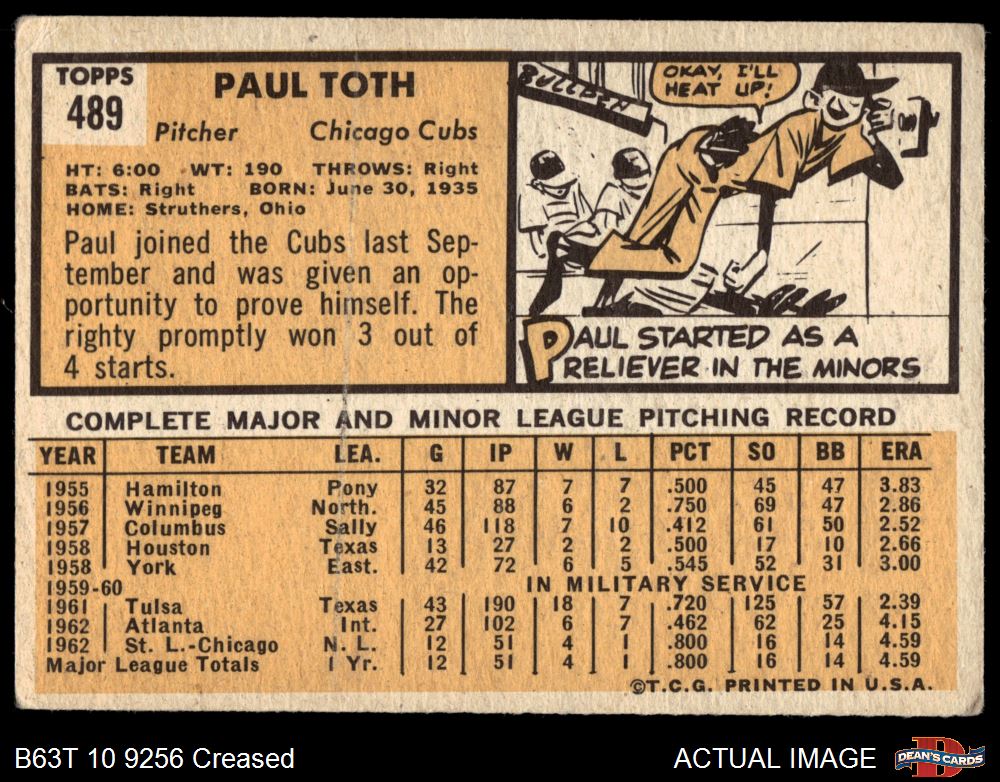 TOPPS
489
PAUL TOTH
Pitcher Chicago Cubs
HT: 6:00 WT: 190 THROWS: Right
BATS: Right BORN: June 30, 1935
HOME: Struthers, Ohio
Paul joined the Cubs last Sep-
tember and was given an op-
portunity to prove himself. The
righty promptly won 3 out of
4 starts.
BULLPEN
OKAY, I'LL
HEAT UP!
PAUL STARTED AS A
RELIEVER IN THE MINORS
COMPLETE MAJOR AND MINOR LEAGUE PITCHING RECORD
YEAR TEAM LEA. G IP W L PCT SO BB ERA
1955 Hamilton Pony 32 87 7 7 .500 45 47 3.83
1956 Winnipeg North. 45 88 6 2 .750 69 47 2.86
1957 Columbus Sally 46 118 7 10 .412 61 50 2.52
1958 Houston Texas 13 27 2 2 .500 17 10 2.66
1958 York East. 42 72 6 5 .545 52 31 3.00
1959-60 IN MILITARY SERVICE
1961 Tulsa Texas 43 190 18 7 .720 125 57 2.39
1962 Atlanta Int. 27 102 6 7 .462 62 25 4.15
1962 St. L.-Chicago N. L. 12 51 4 1 .800 16 14 4.59
Major League Totals 1 Yr. 12 51 4 1 .800 16 14 4.59
©T.C.G. PRINTED IN U.S.A.
B63T 10 9256 Creased
ACTUAL IMAGE
D
DEAN'S CARDS